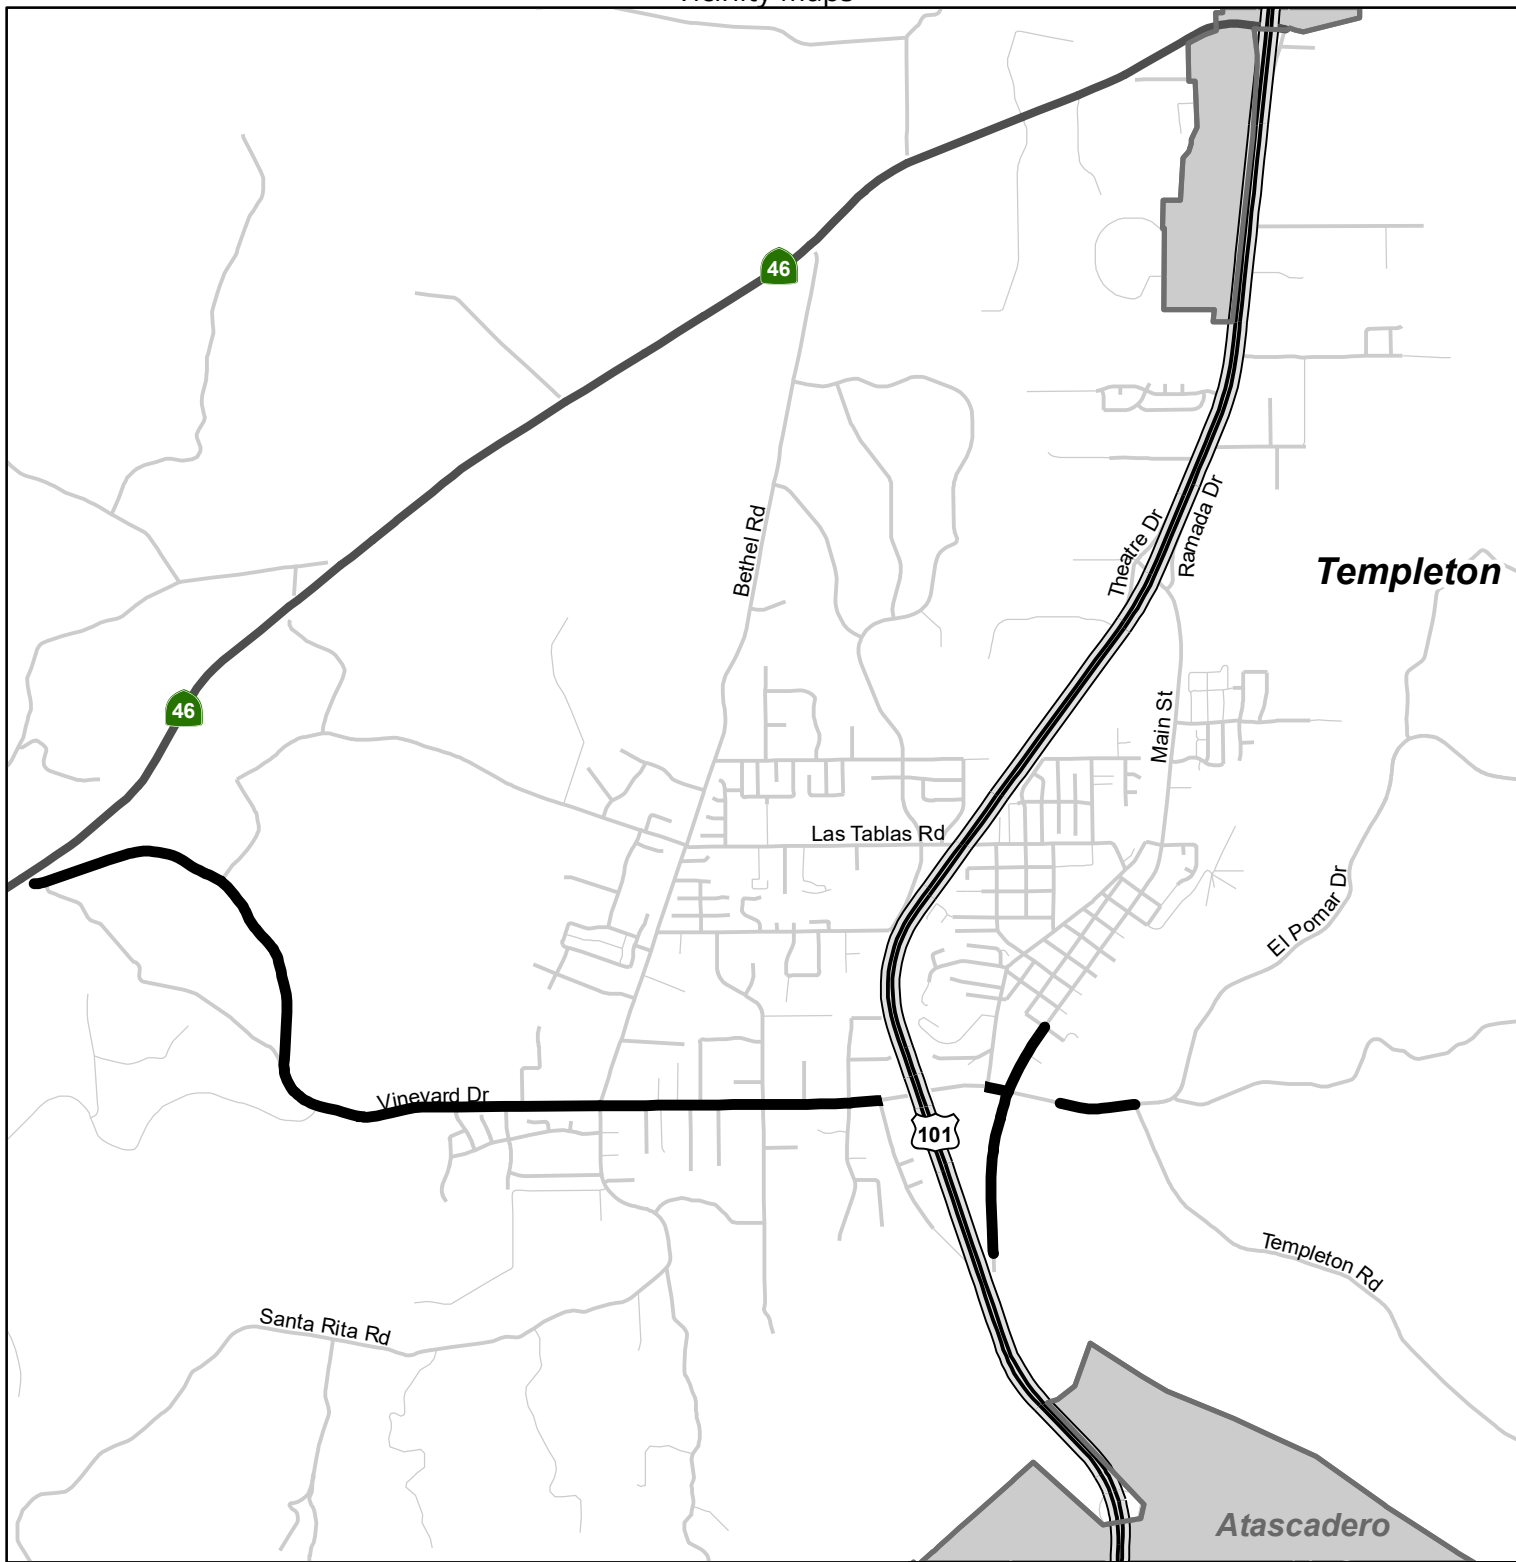 46
Bethel Rd
Theatre Dr
Ramada Dr
Templeton
46
Main St
Las Tablas Rd
El Pomar Dr
Vineyard Dr
101
Templeton Rd
Santa Rita Rd
Atascadero